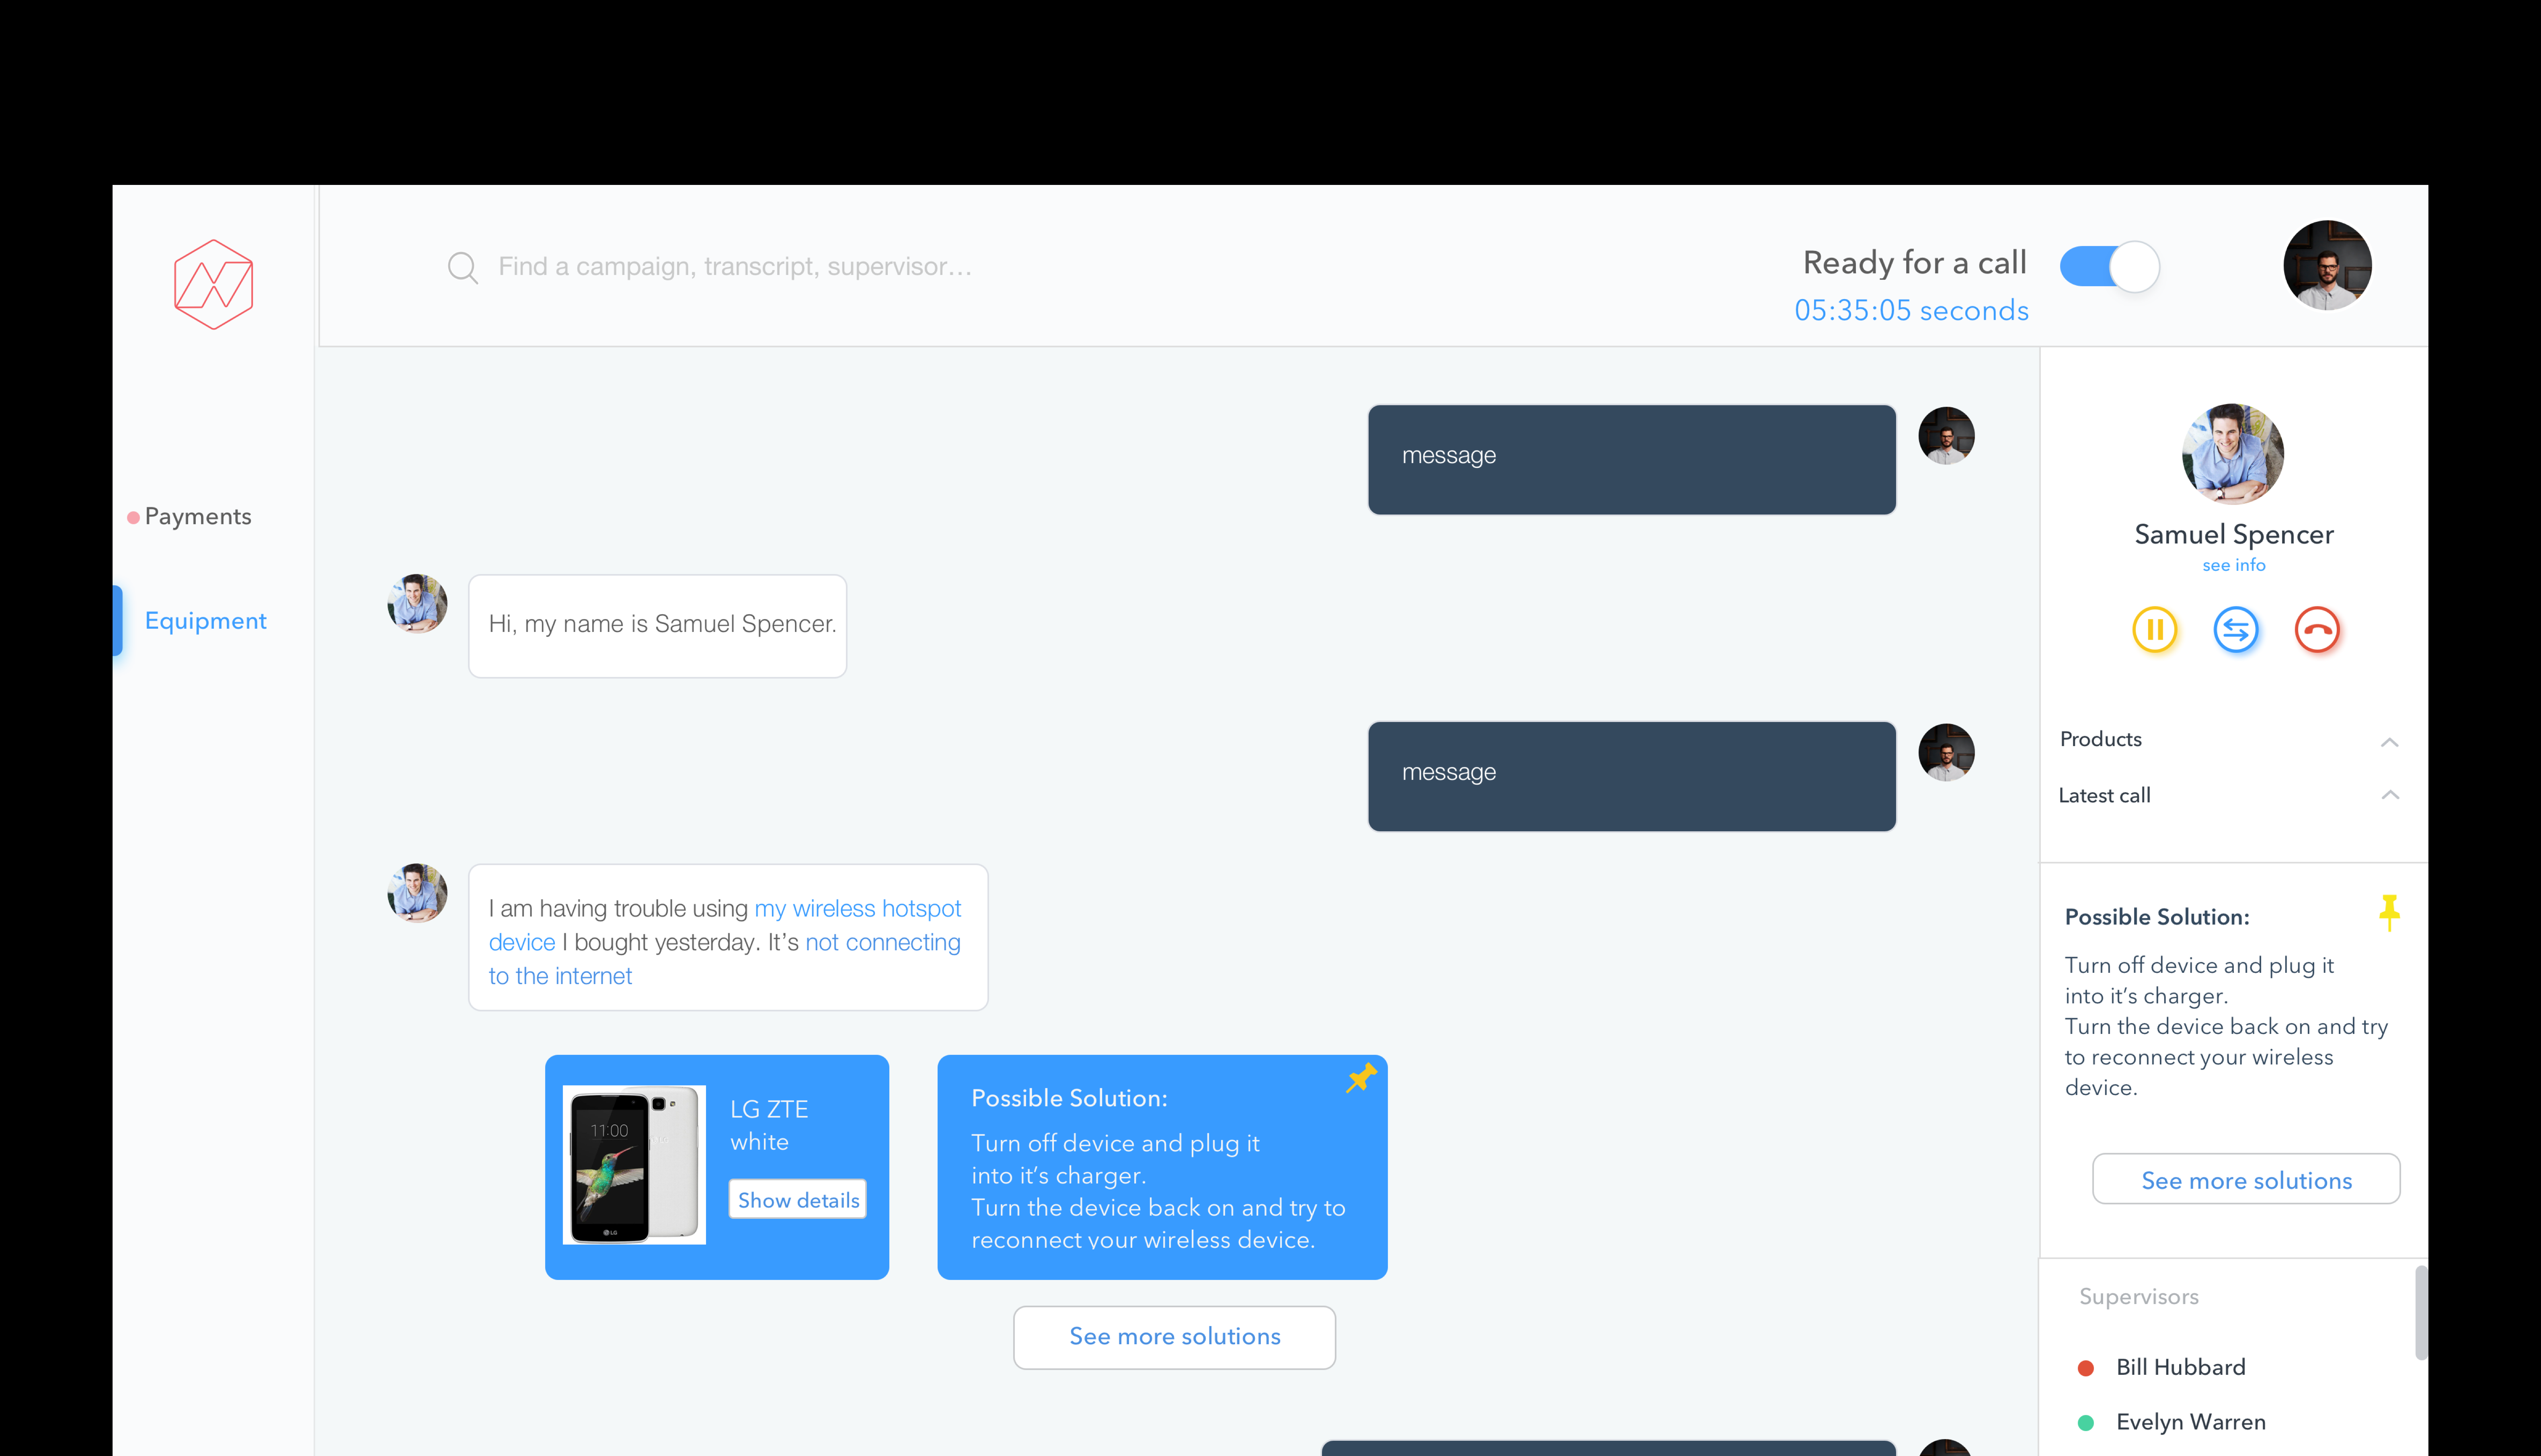 Find a campaign, transcript, supervisor...
Ready for a call
05:35:05 seconds
Payments
Equipment
message
Hi, my name is Samuel Spencer.
message
I am having trouble using my wireless hotspot
device I bought yesterday. It’s not connecting
to the internet
11:00
LG
LG ZTE
white
Show details
Possible Solution:
Turn off device and plug it
into it’s charger.
Turn the device back on and try to
reconnect your wireless device.
See more solutions
Samuel Spencer
see info
Products
Latest call
Possible Solution:
Turn off device and plug it
into it’s charger.
Turn the device back on and try
to reconnect your wireless
device.
See more solutions
Supervisors
Bill Hubbard
Evelyn Warren